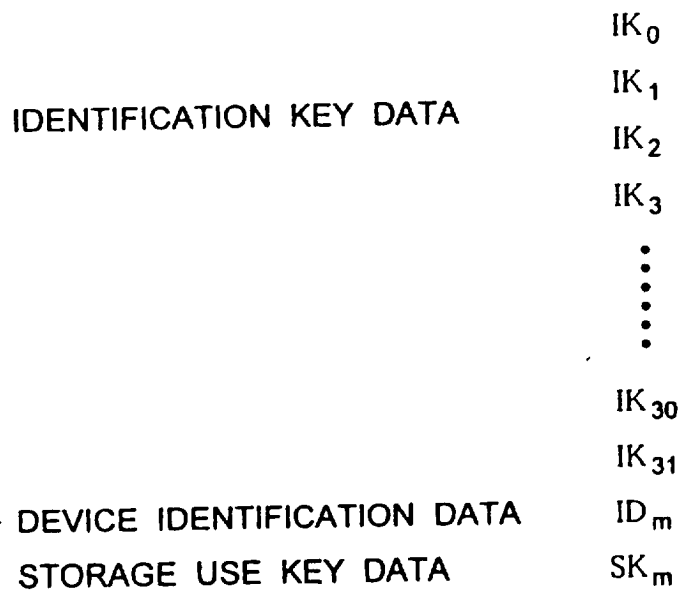 IK0
IK1
IDENTIFICATION KEY DATA
IK2
IK3
IK30
IK31
DEVICE IDENTIFICATION DATA IDm
STORAGE USE KEY DATA SKm